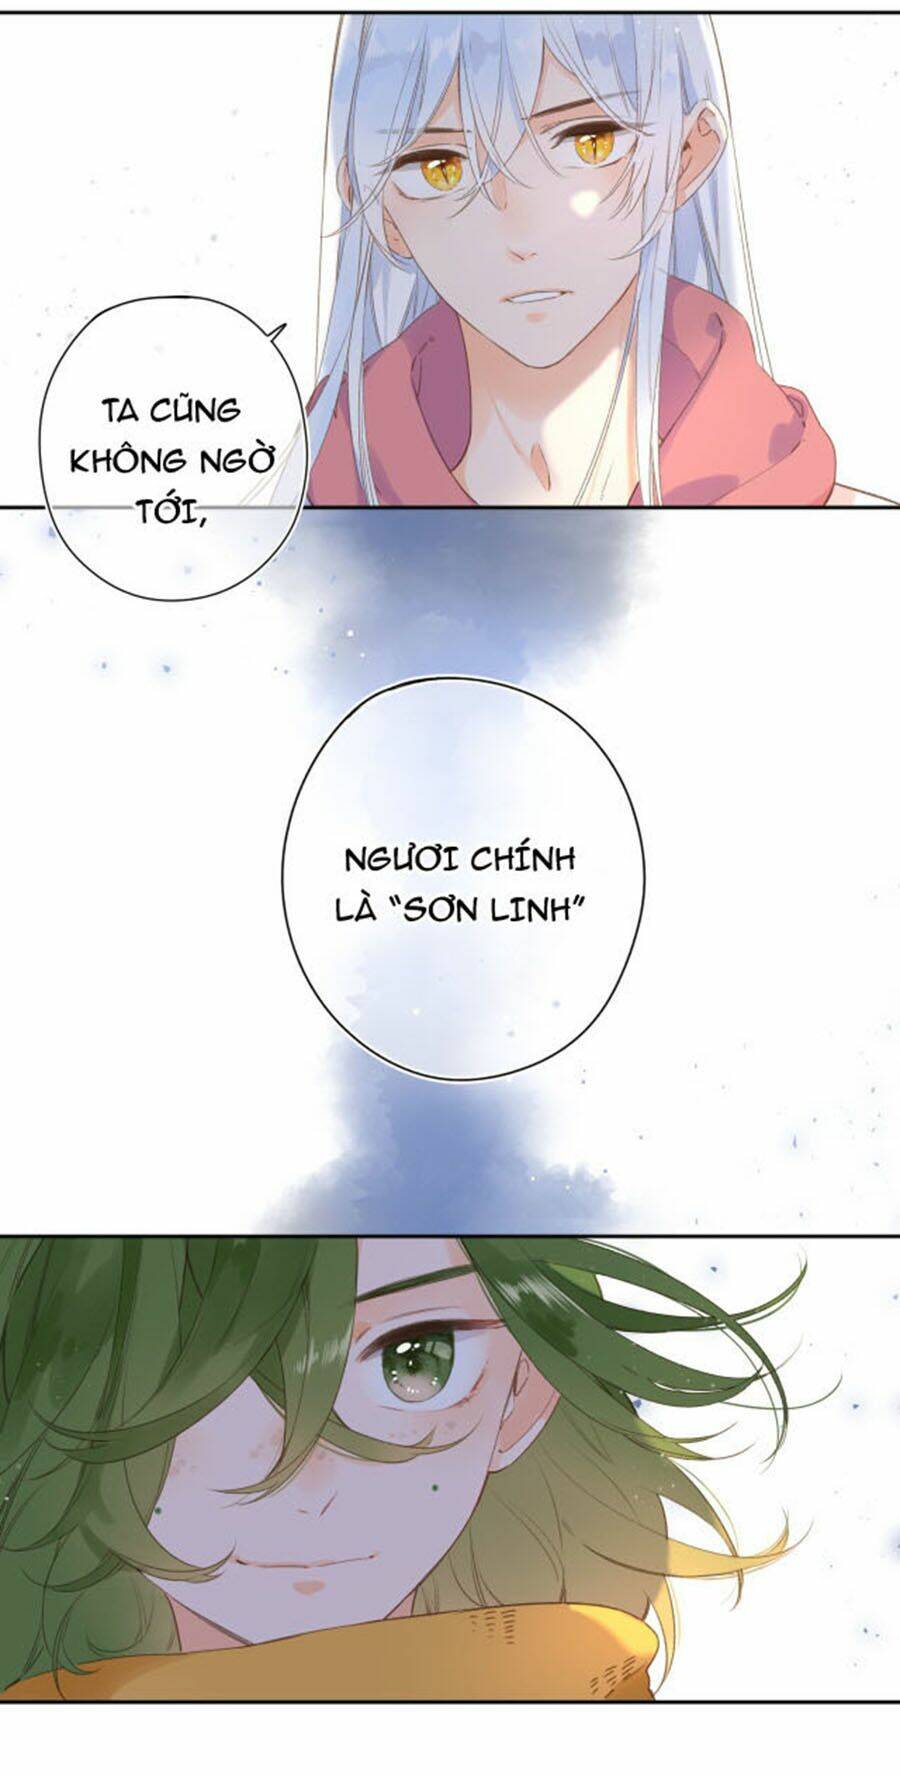 TA CŨNG
KHÔNG NGỜ
TỚI,
NGƯƠI CHÍNH
LÀ “SƠN LINH”